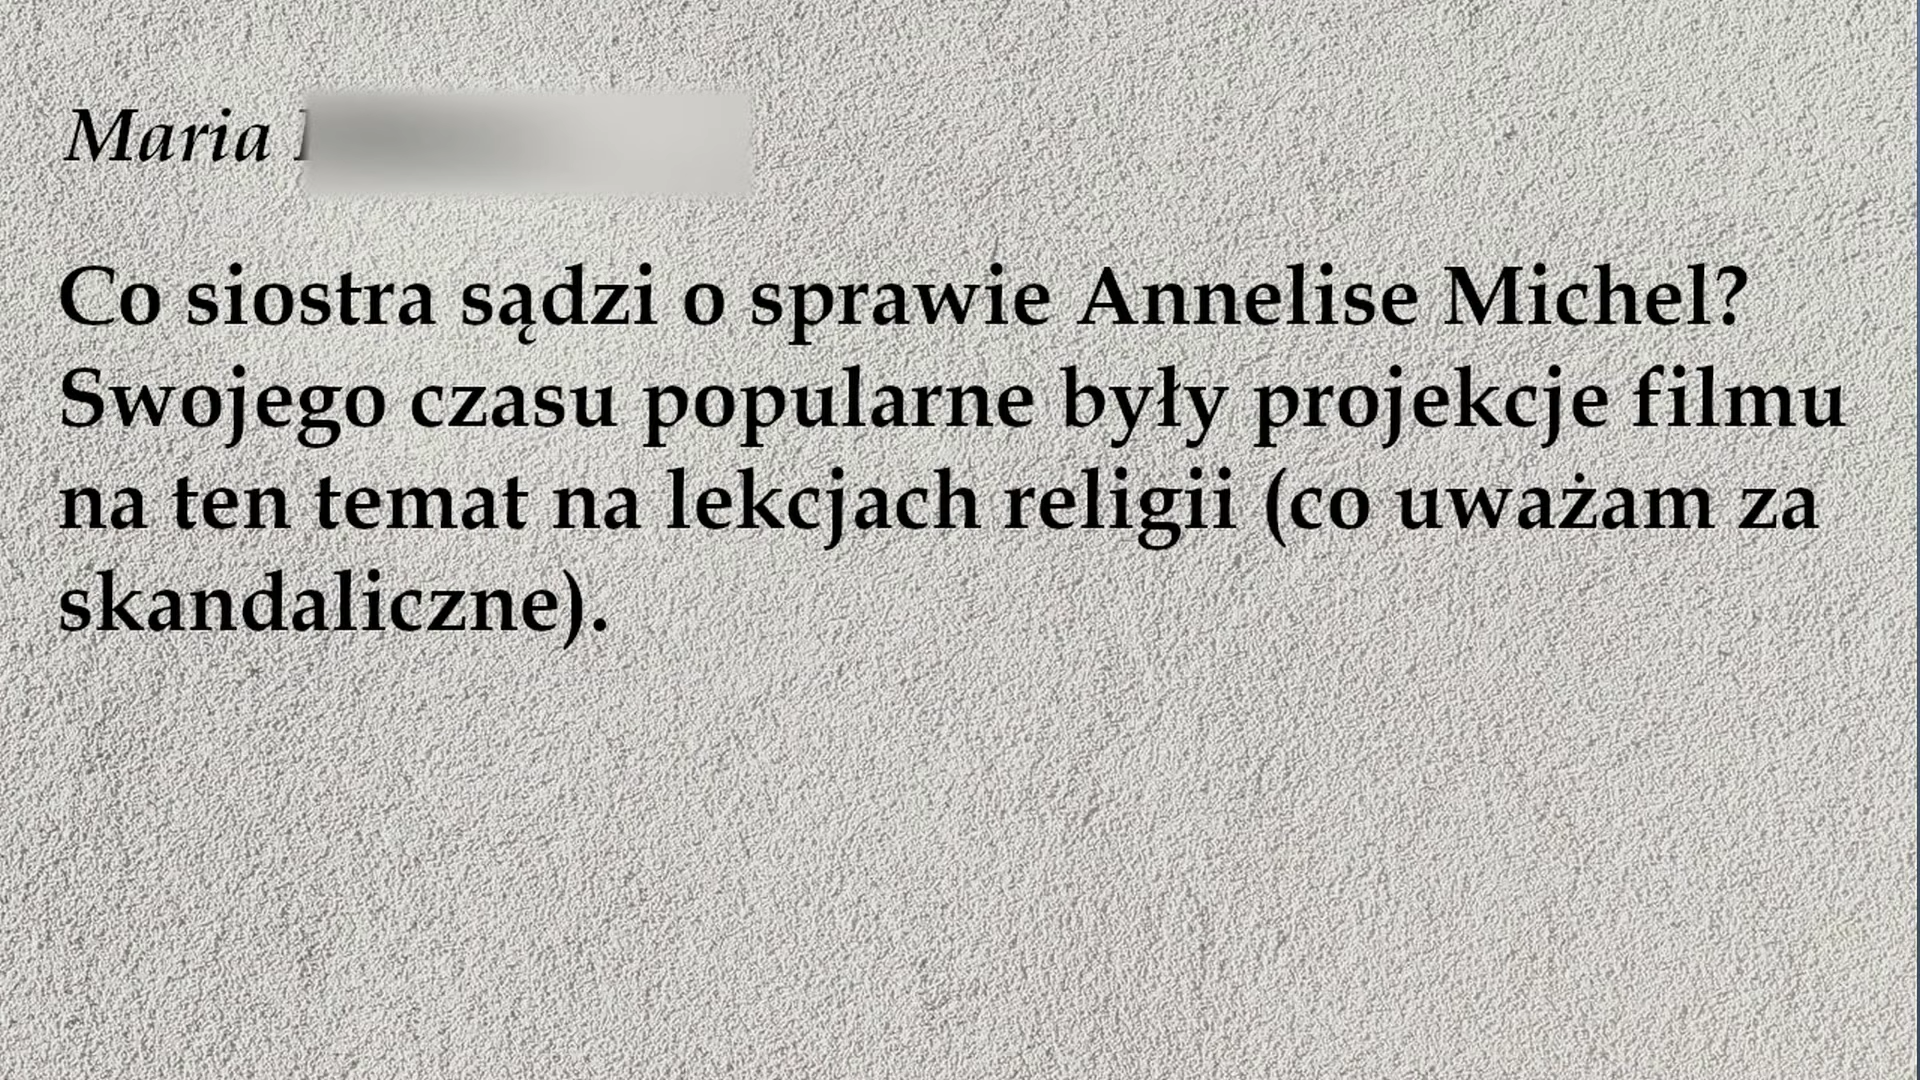 Maria
Co siostra sądzi o sprawie Annelise Michel?
Swojego czasu popularne były projekcje filmu
na ten temat na lekcjach religii (co uważam za
skandaliczne).